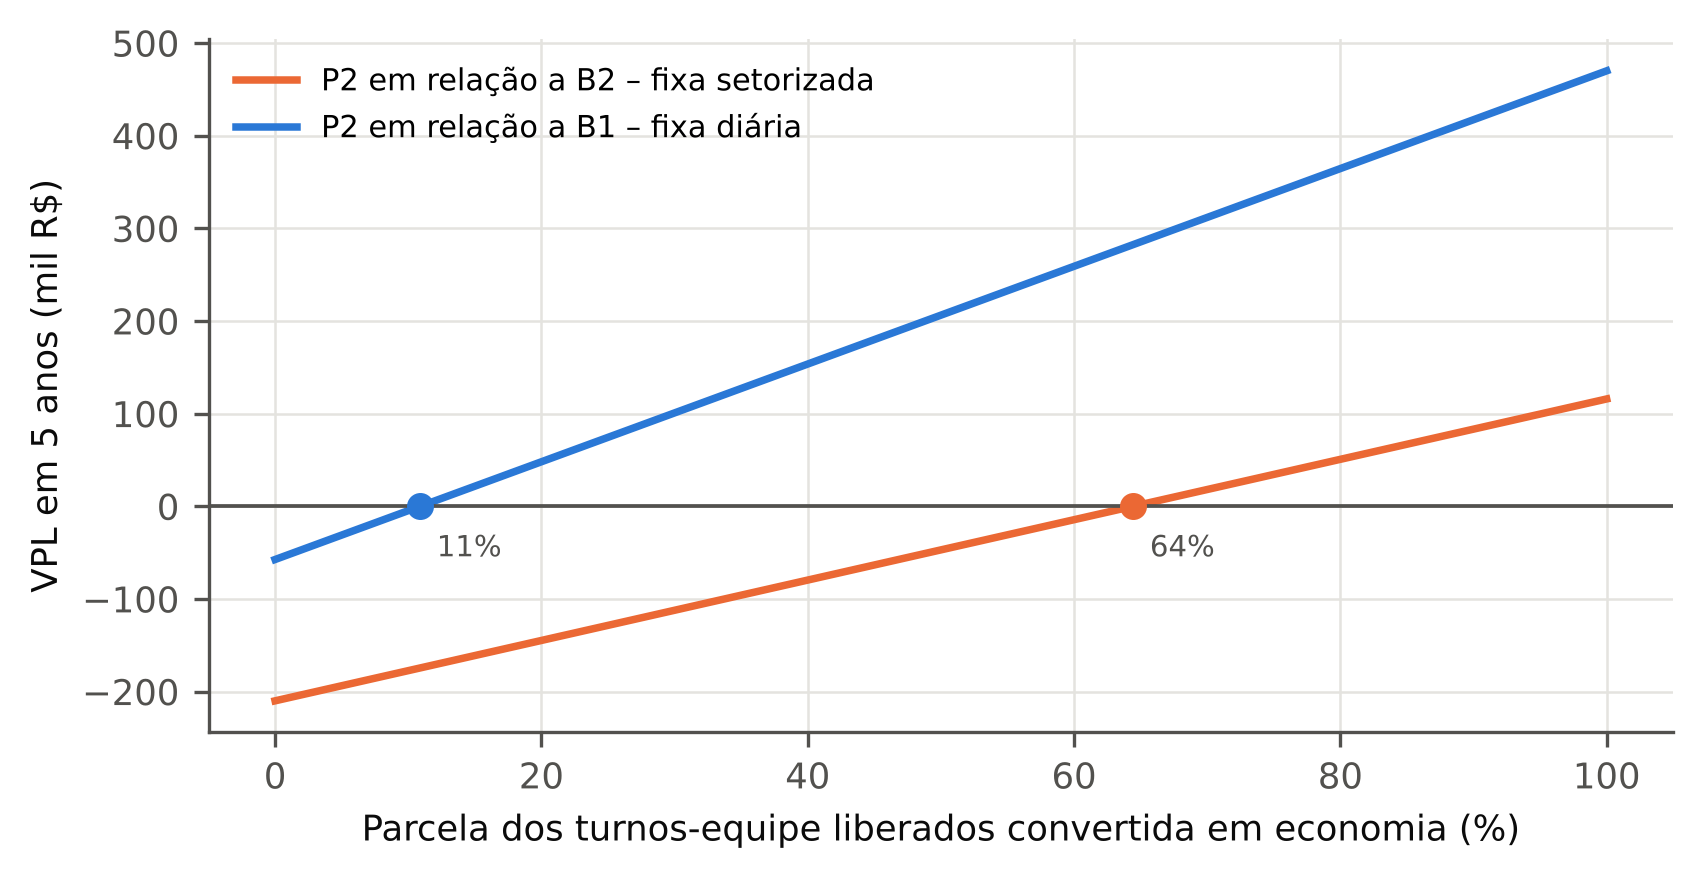 500
400
300
200
100
0
−100
−200
VPL em 5 anos (mil R$)
P2 em relação a B2 – fixa setorizada
P2 em relação a B1 – fixa diária
11%
64%
0 20 40 60 80 100
Parcela dos turnos-equipe liberados convertida em economia (%)